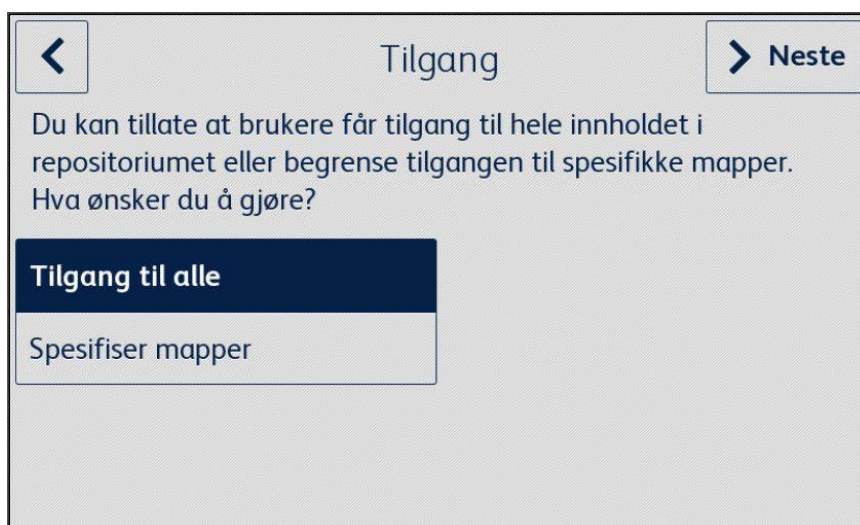 Tilgang
Neste
Du kan tillate at brukere får tilgang til hele innholdet i
repositoriumet eller begrense tilgangen til spesifikke mapper.
Hva ønsker du å gjøre?
Tilgang til alle
Spesifiser mapper